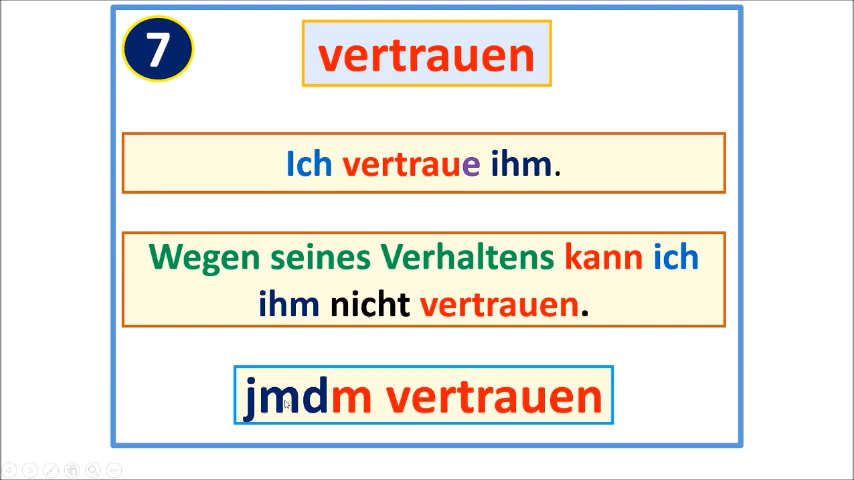 7
vertrauen
Ich vertraue ihm.
Wegen seines Verhaltens kann ich
ihm nicht vertrauen.
jmdm vertrauen